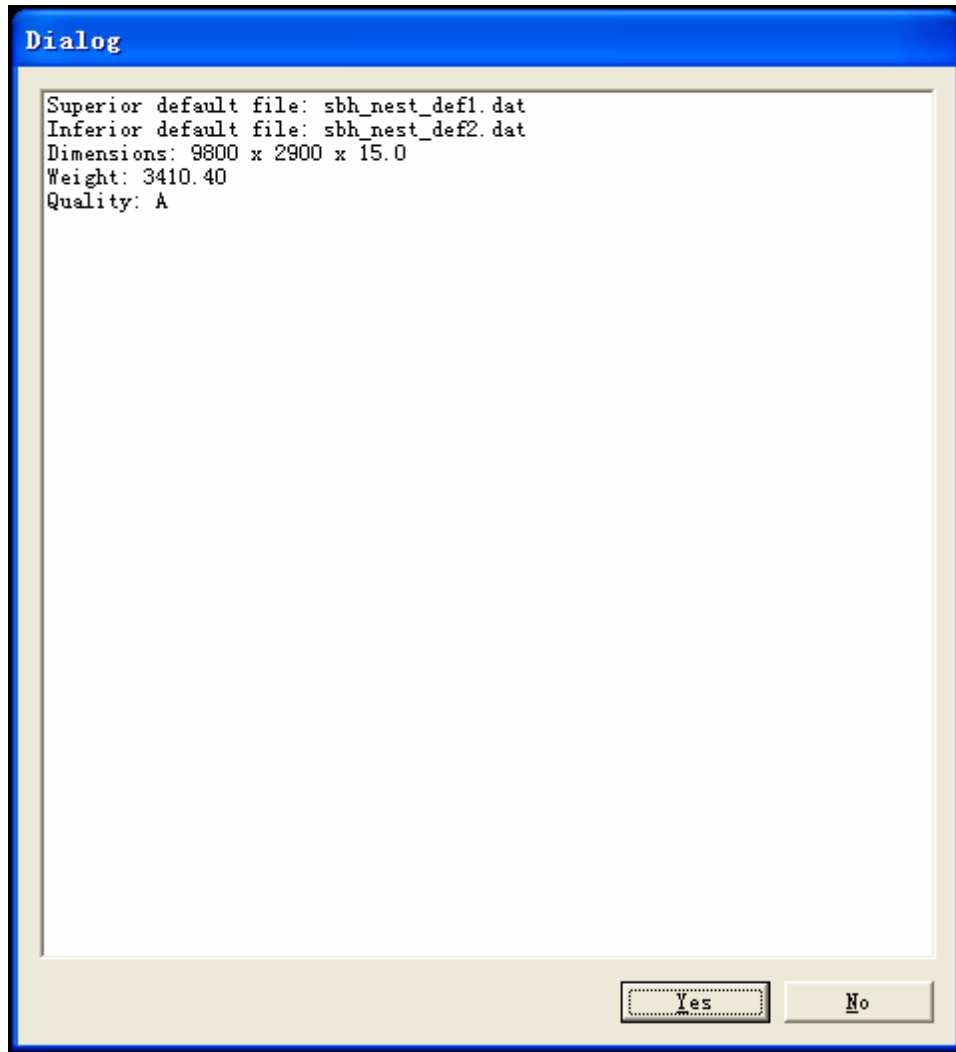 Dialog
Superior default file: sbh_nest_def1.dat
Inferior default file: sbh_nest_def2.dat
Dimensions: 9800 x 2900 x 15.0
Weight: 3410.40
Quality: A
Yes No